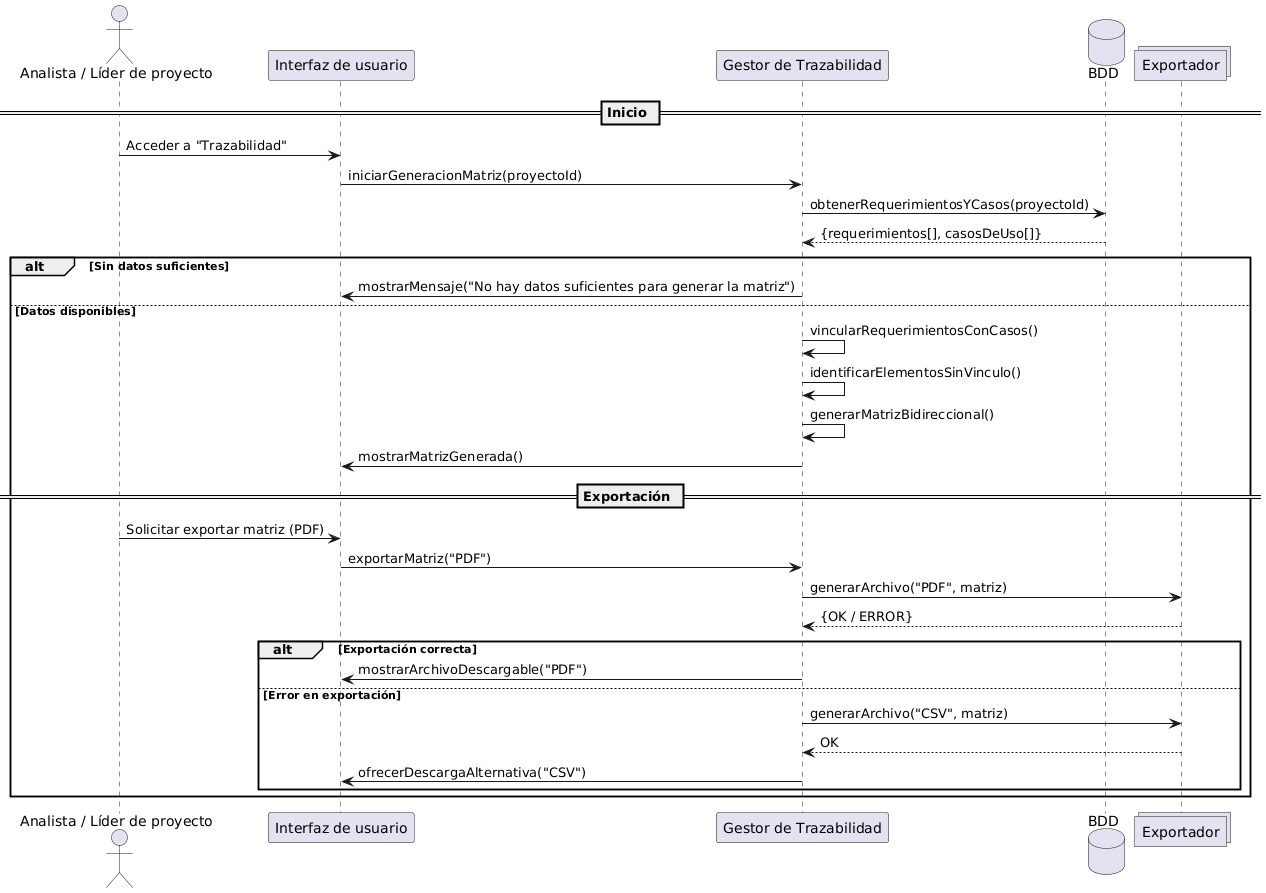 Analista / Líder de proyecto
Interfaz de usuario
Gestor de Trazabilidad
BDD
Exportador
Inicio
Acceder a "Trazabilidad"
iniciarGeneracionMatriz(proyectoId)
obtenerRequerimientosYCasos(proyectoId)
{requerimientos[], casosDeUso[]}
alt
[Sin datos suficientes]
mostrarMensaje("No hay datos suficientes para generar la matriz")
[Datos disponibles]
vincularRequerimientosConCasos()
identificarElementosSinVinculo()
generarMatrizBidireccional()
mostrarMatrizGenerada()
Exportación
Solicitar exportar matriz (PDF)
exportarMatriz("PDF")
generarArchivo("PDF", matriz)
{OK / ERROR}
alt
[Exportación correcta]
mostrarArchivoDescargable("PDF")
[Error en exportación]
generarArchivo("CSV", matriz)
OK
ofrecerDescargaAlternativa("CSV")
Analista / Líder de proyecto
Interfaz de usuario
Gestor de Trazabilidad
BDD
Exportador